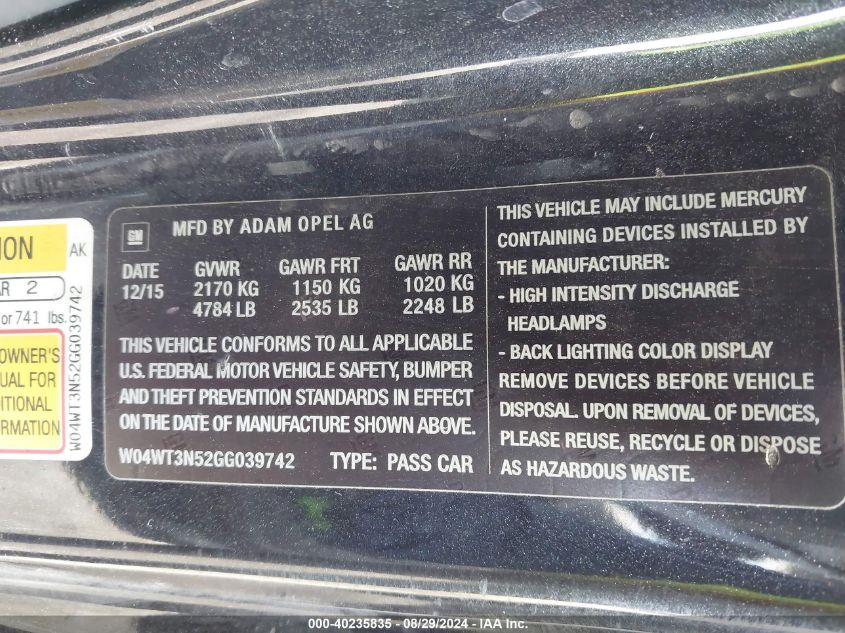 ION
AK
AR 2
or 741 lbs.
OWNER'S
UAL FOR
DITIONAL
FORMATION
W04WT3N52GG039742
GM
MFD BY ADAM OPEL AG
DATE GVWR GAWR FRT GAWR RR
12/15 2170 KG 1150 KG 1020 KG
4784 LB 2535 LB 2248 LB
THIS VEHICLE CONFORMS TO ALL APPLICABLE
U.S. FEDERAL MOTOR VEHICLE SAFETY, BUMPER
AND THEFT PREVENTION STANDARDS IN EFFECT
ON THE DATE OF MANUFACTURE SHOWN ABOVE.
W04WT3N52GG039742 TYPE: PASS CAR
THIS VEHICLE MAY INCLUDE MERCURY
CONTAINING DEVICES INSTALLED BY
THE MANUFACTURER:
- HIGH INTENSITY DISCHARGE
HEADLAMPS
- BACK LIGHTING COLOR DISPLAY
REMOVE DEVICES BEFORE VEHICLE
DISPOSAL. UPON REMOVAL OF DEVICES,
PLEASE REUSE, RECYCLE OR DISPOSE
AS HAZARDOUS WASTE.
000-40235835 - 08/29/2024 - IAA Inc.